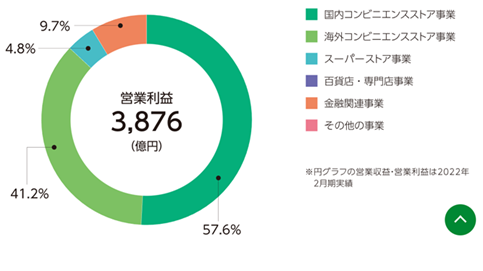 9.7%
4.8%
41.2%
57.6%
営業利益
3,876
(億円)
国内コンビニエンスストア事業
海外コンビニエンスストア事業
スーパーストア事業
百貨店・専門店事業
金融関連事業
その他の事業
※円グラフの営業収益・営業利益は2022年
2月期実績